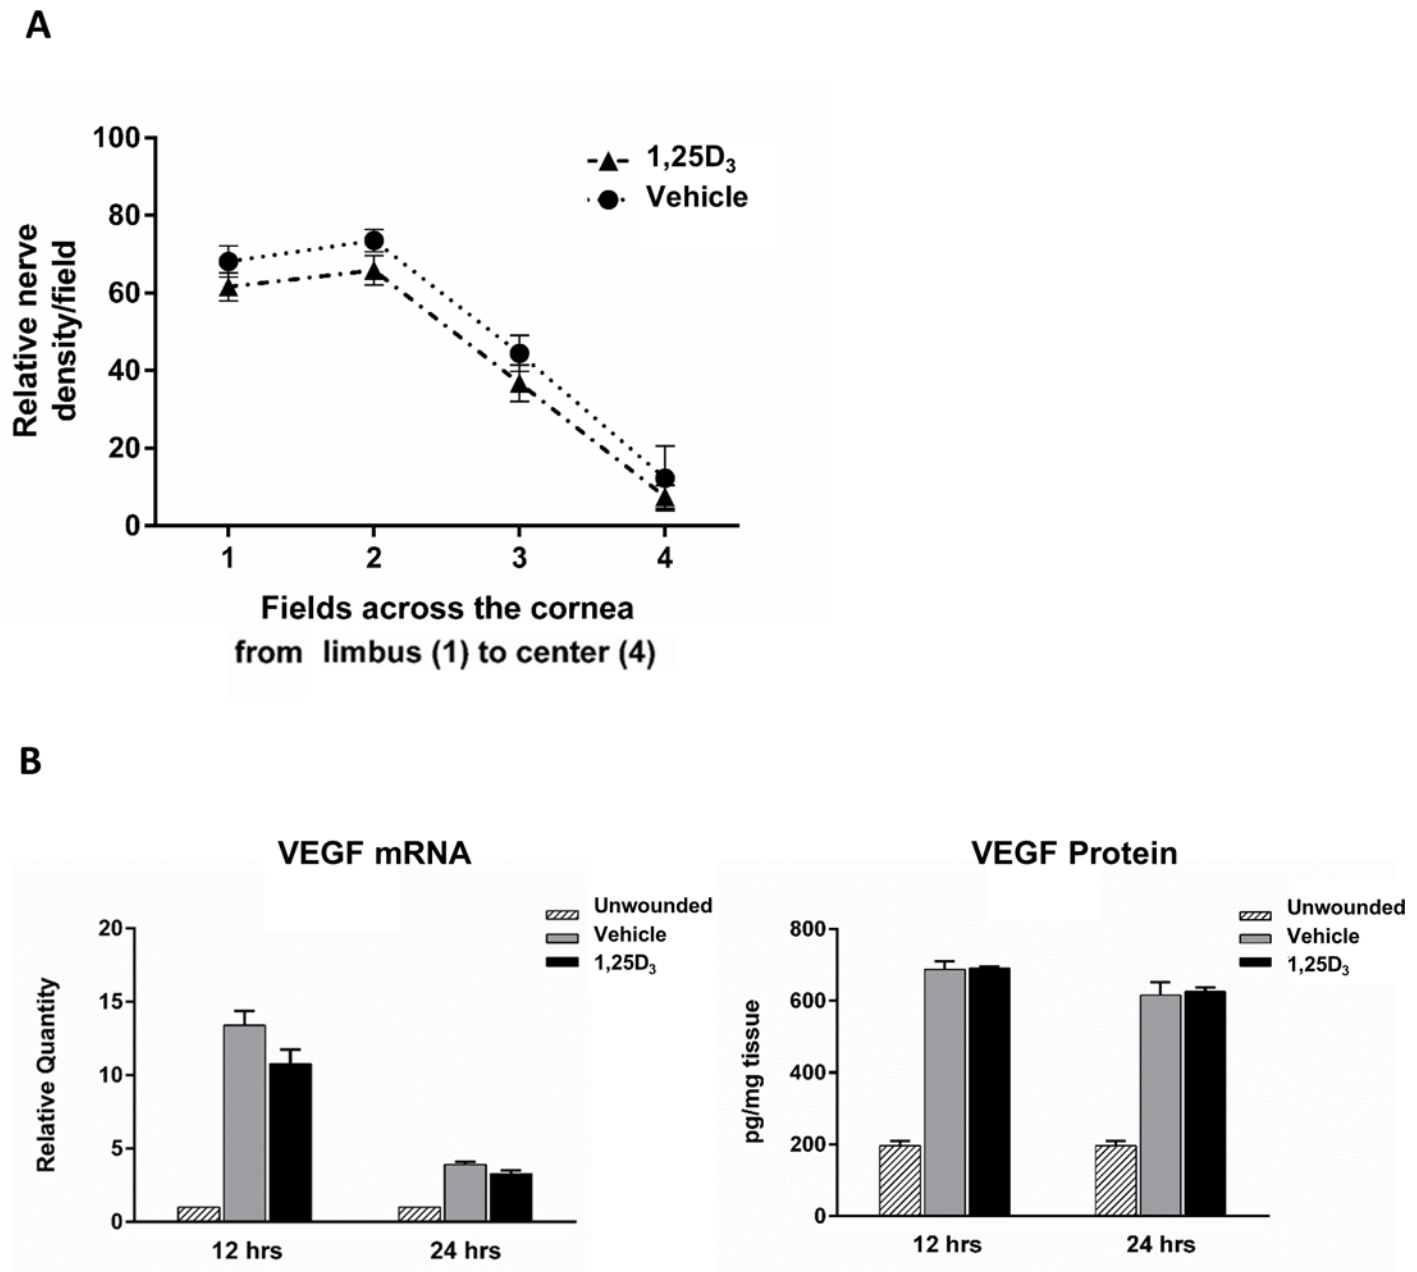 A
100
80
60
40
20
0
Relative nerve
density/field
1,25D₃
Vehicle
1 2 3 4
Fields across the cornea
from limbus (1) to center (4)
B
VEGF mRNA
Unwounded
Vehicle
1,25D₃
20
15
10
5
0
Relative Quantity
12 hrs 24 hrs
VEGF Protein
Unwounded
Vehicle
1,25D₃
800
600
400
200
0
pg/mg tissue
12 hrs 24 hrs